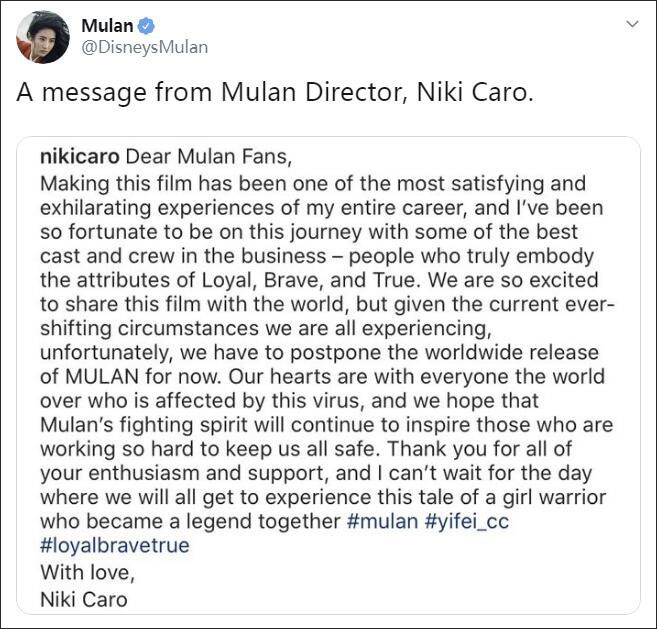 Mulan
@DisneysMulan
A message from Mulan Director, Niki Caro.
nikicaro Dear Mulan Fans,
Making this film has been one of the most satisfying and
exhilarating experiences of my entire career, and I've been
so fortunate to be on this journey with some of the best
cast and crew in the business – people who truly embody
the attributes of Loyal, Brave, and True. We are so excited
to share this film with the world, but given the current ever-
shifting circumstances we are all experiencing,
unfortunately, we have to postpone the worldwide release
of MULAN for now. Our hearts are with everyone the world
over who is affected by this virus, and we hope that
Mulan's fighting spirit will continue to inspire those who are
working so hard to keep us all safe. Thank you for all of
your enthusiasm and support, and I can't wait for the day
where we will all get to experience this tale of a girl warrior
who became a legend together #mulan #yifei_cc
#loyalbravetrue
With love,
Niki Caro